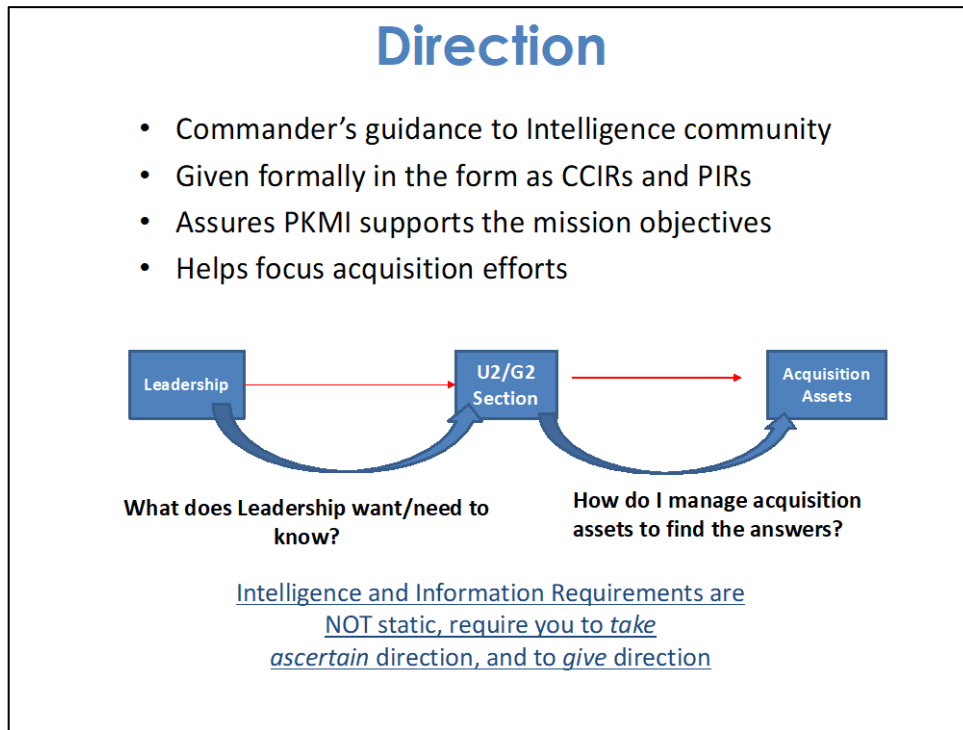 Direction
• Commander's guidance to Intelligence community
• Given formally in the form as CCIRs and PIRs
• Assures PKMI supports the mission objectives
• Helps focus acquisition efforts
Leadership
U2/G2
Section
Acquisition
Assets
What does Leadership want/need to
know?
How do I manage acquisition
assets to find the answers?
Intelligence and Information Requirements are
NOT static, require you to take
ascertain direction, and to give direction